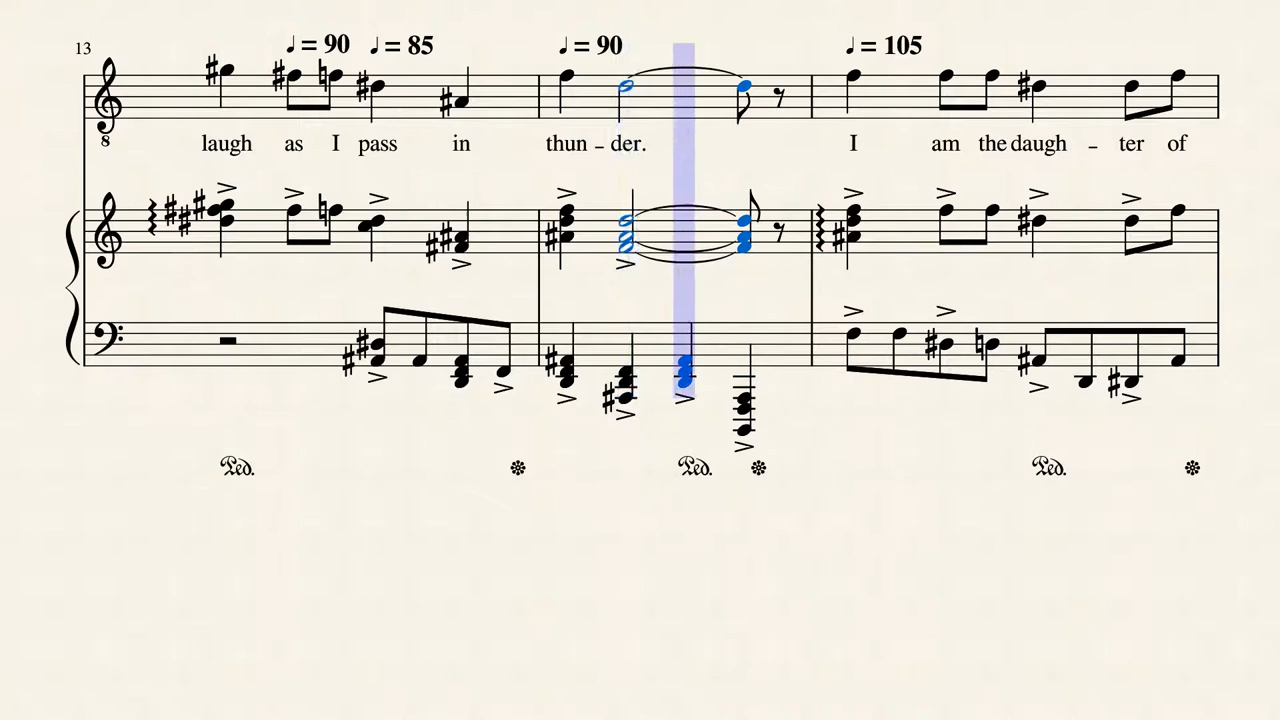 13
♩ = 90 ♩ = 85 ♩ = 90 ♩ = 105
8
laugh as I pass in thun – der. I am the daugh – ter of
Ped. Ped. Ped.